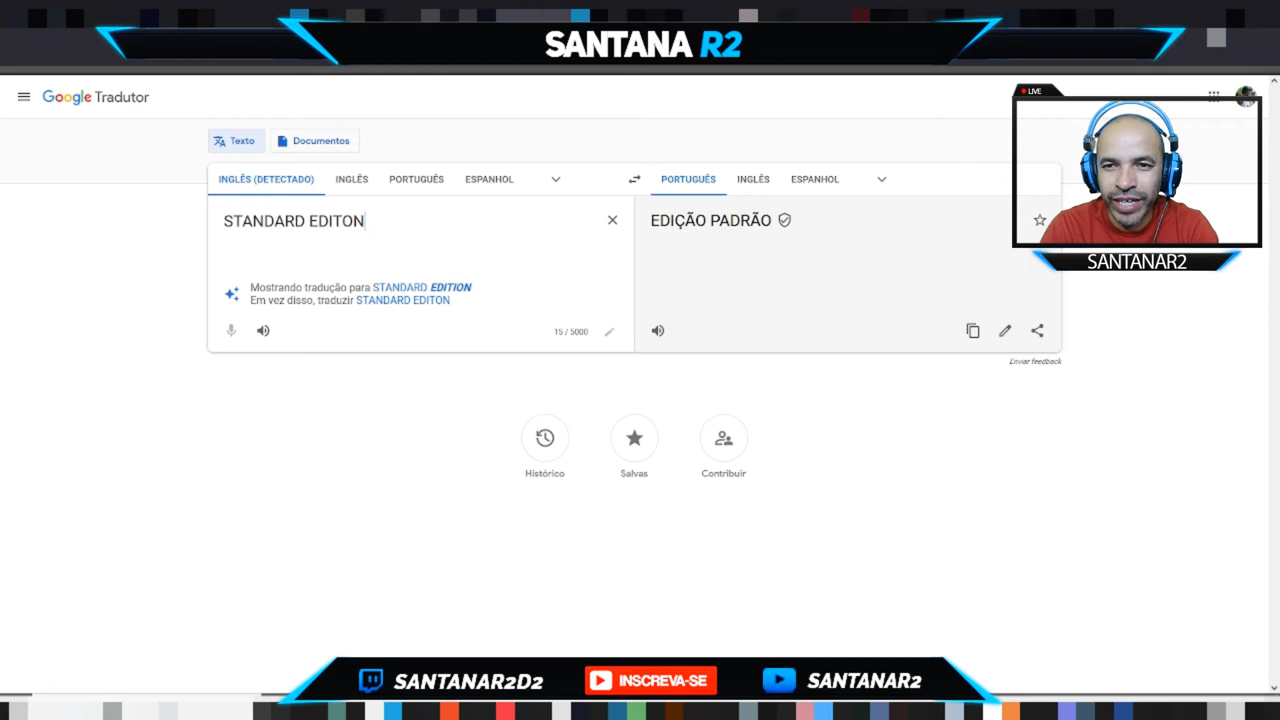 SANTANA R2
Google Tradutor
LIVE
Texto
Documentos
INGLÊS (DETECTADO)
INGLÊS
PORTUGUÊS
ESPANHOL
PORTUGUÊS
INGLÊS
ESPANHOL
STANDARD EDITON
EDIÇÃO PADRÃO
SANTANAR2
Mostrando tradução para STANDARD EDITION
Em vez disso, traduzir STANDARD EDITON
15 / 5000
Enviar feedback
Histórico
Salvas
Contribuir
SANTANAR2D2
INSCREVA-SE
SANTANAR2